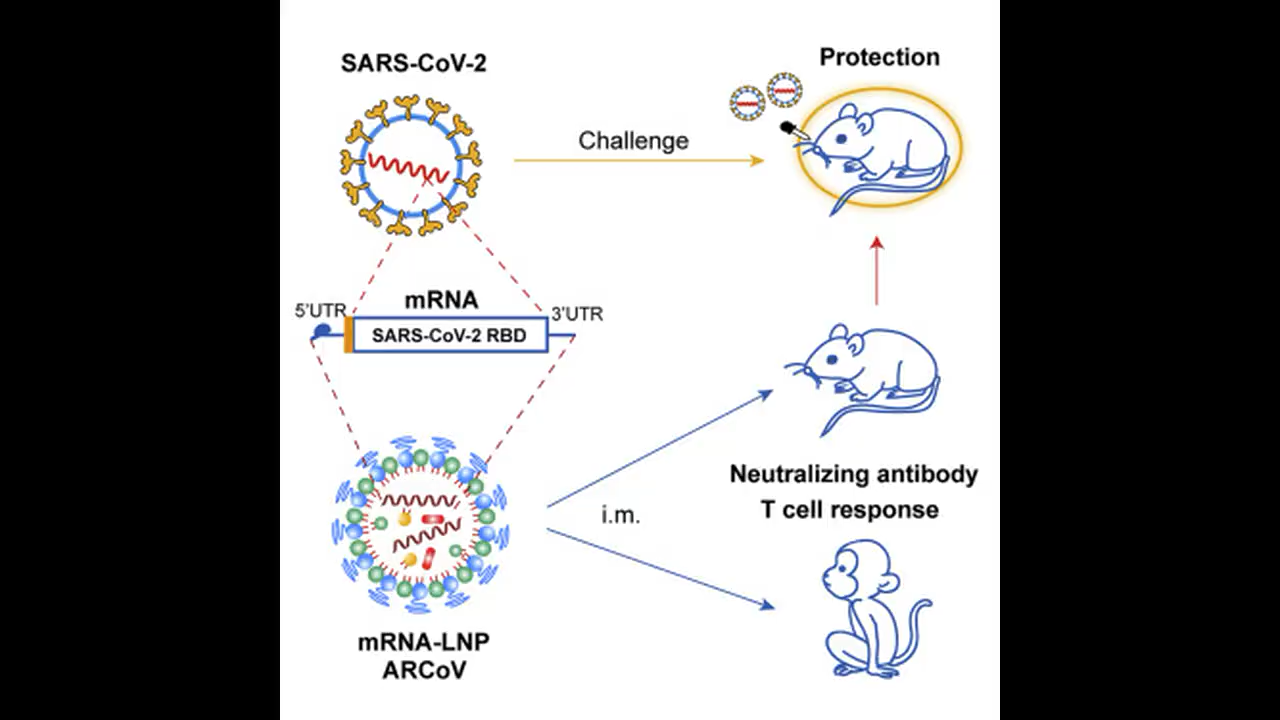 SARS-CoV-2
Protection
Challenge
5'UTR
mRNA
3'UTR
SARS-CoV-2 RBD
Neutralizing antibody
T cell response
i.m.
mRNA-LNP
ARCoV